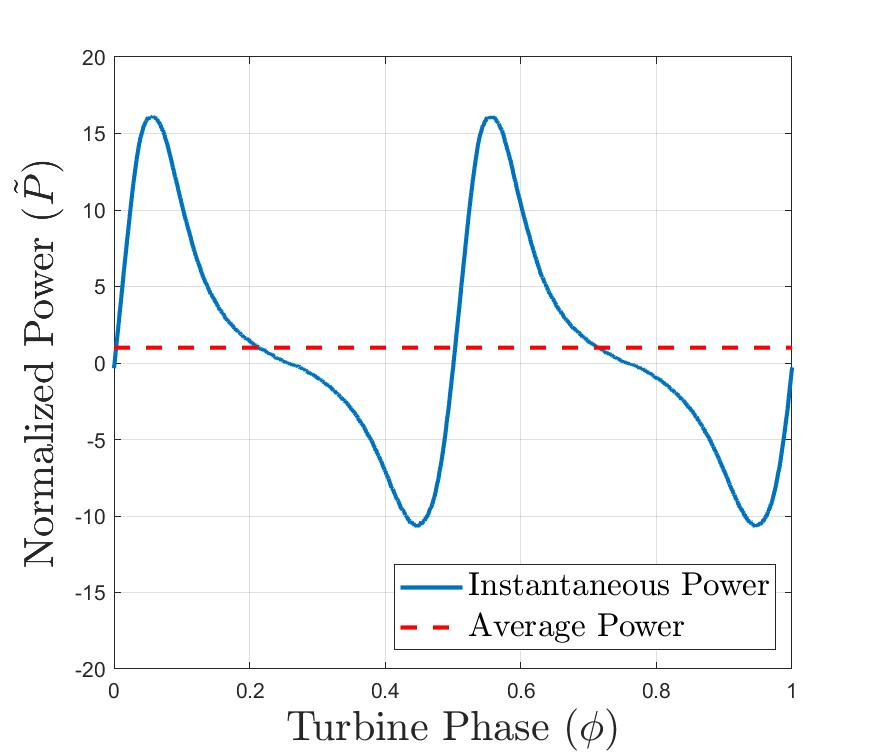 20
15
10
5
0
-5
-10
-15
-20
Normalized Power (P̃)
Instantaneous Power
Average Power
0 0.2 0.4 0.6 0.8 1
Turbine Phase (ϕ)